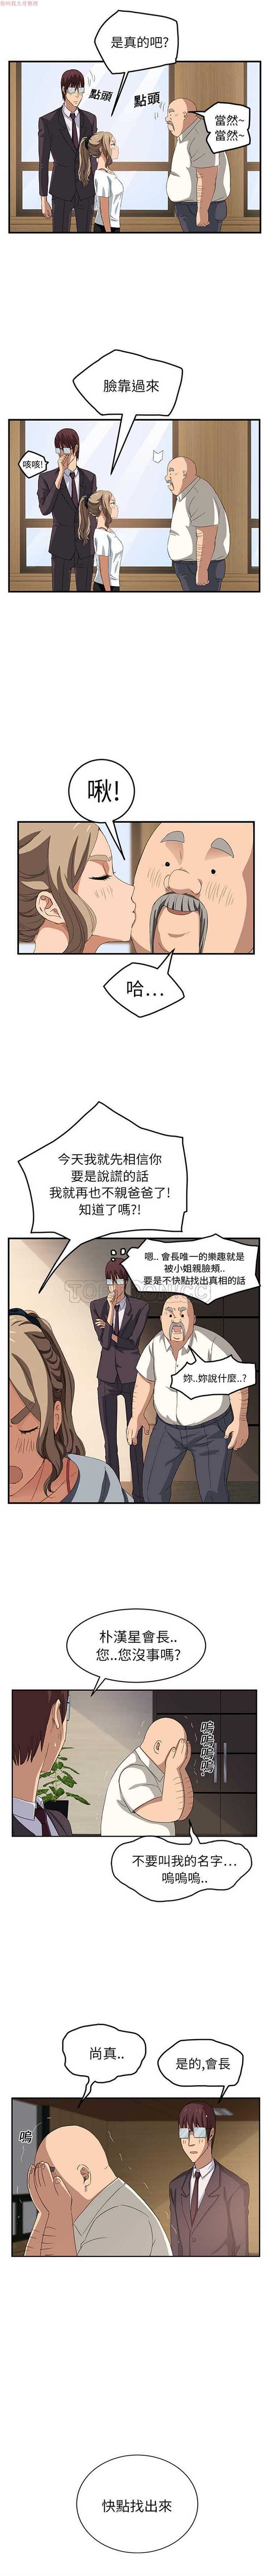 是真的吧?
點頭
點頭
當然~
當然~
臉靠過來
咳咳!
啾!
哈...
今天我就先相信你
要是說謊的話
我就再也不親爸爸了!
知道了嗎?!
嗯.. 會長唯一的樂趣就是
被小姐親臉頰..
要是不快點找出真相的話
妳..妳說什麼..?
朴漢星會長..
您..您沒事嗎?
嗚嗚嗚嗚
不要叫我的名字...
嗚嗚嗚..
尚真..
是的,會長
嗚
快點找出來